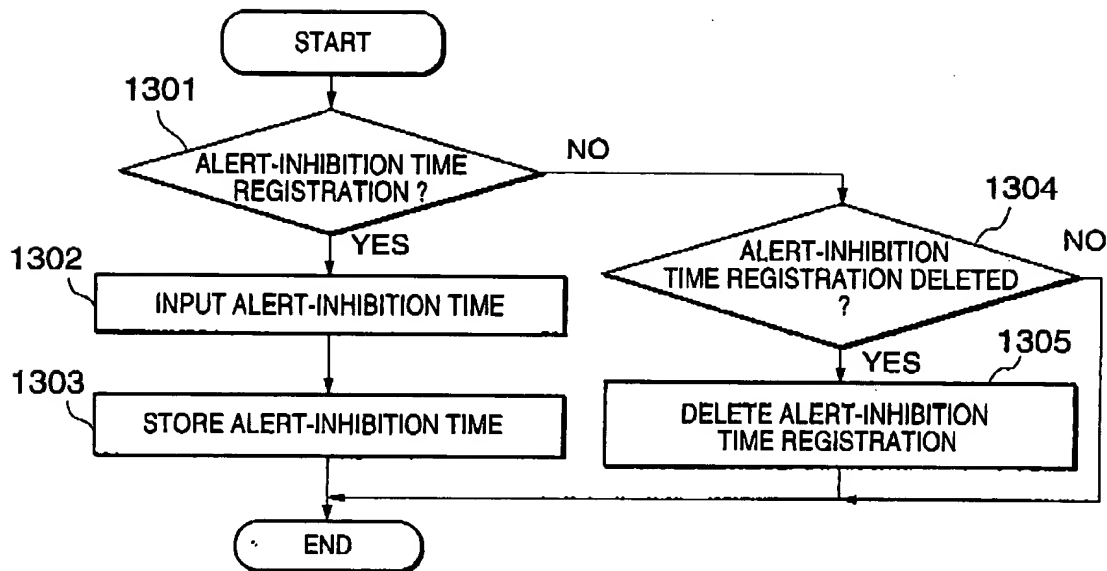 START
1301
ALERT-INHIBITION TIME
REGISTRATION ?
NO
YES
1302
INPUT ALERT-INHIBITION TIME
1303
STORE ALERT-INHIBITION TIME
1304
ALERT-INHIBITION
TIME REGISTRATION DELETED
?
NO
YES
1305
DELETE ALERT-INHIBITION
TIME REGISTRATION
END